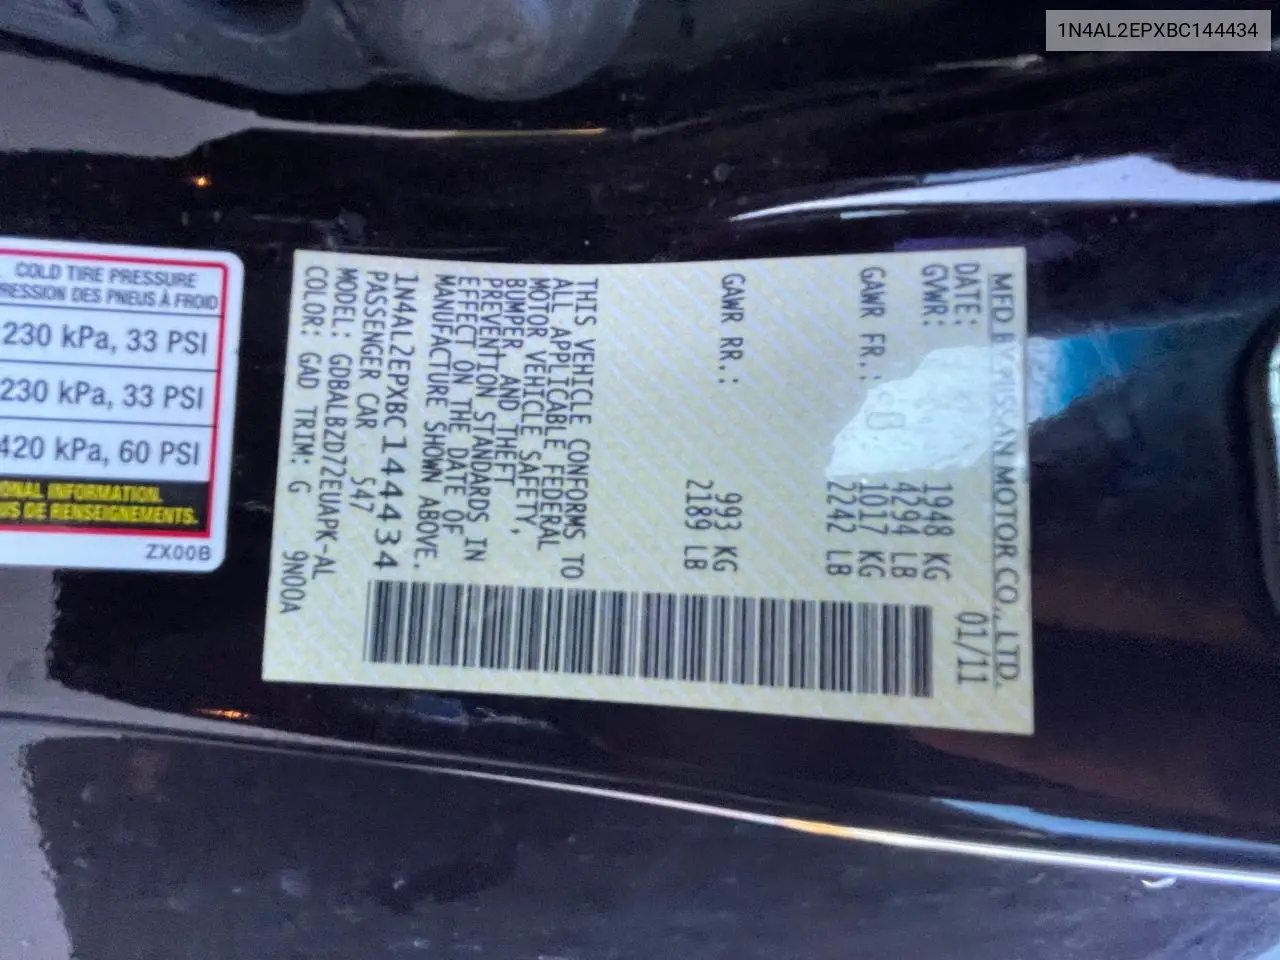 1N4AL2EPXBC144434
COLD TIRE PRESSURE
RESSION DES PNEUS À FROID
230 kPa, 33 PSI
230 kPa, 33 PSI
420 kPa, 60 PSI
ONAL INFORMATION.
US DE RENSEIGNEMENTS.
ZX00B
MFD BY NISSAN MOTOR CO., LTD.
DATE: 01/11
GVWR: 1948 KG
4294 LB
GAWR FR.: 1017 KG
2242 LB
GAWR RR.: 993 KG
2189 LB
THIS VEHICLE CONFORMS TO
ALL APPLICABLE FEDERAL
MOTOR VEHICLE SAFETY,
BUMPER, AND THEFT
PREVENTION STANDARDS IN
EFFECT ON THE DATE OF
MANUFACTURE SHOWN ABOVE.
1N4AL2EPXBC144434
PASSENGER CAR 547
MODEL: GDBALBZD72EUAPK-AL
COLOR: GAD TRIM: G 9N00A